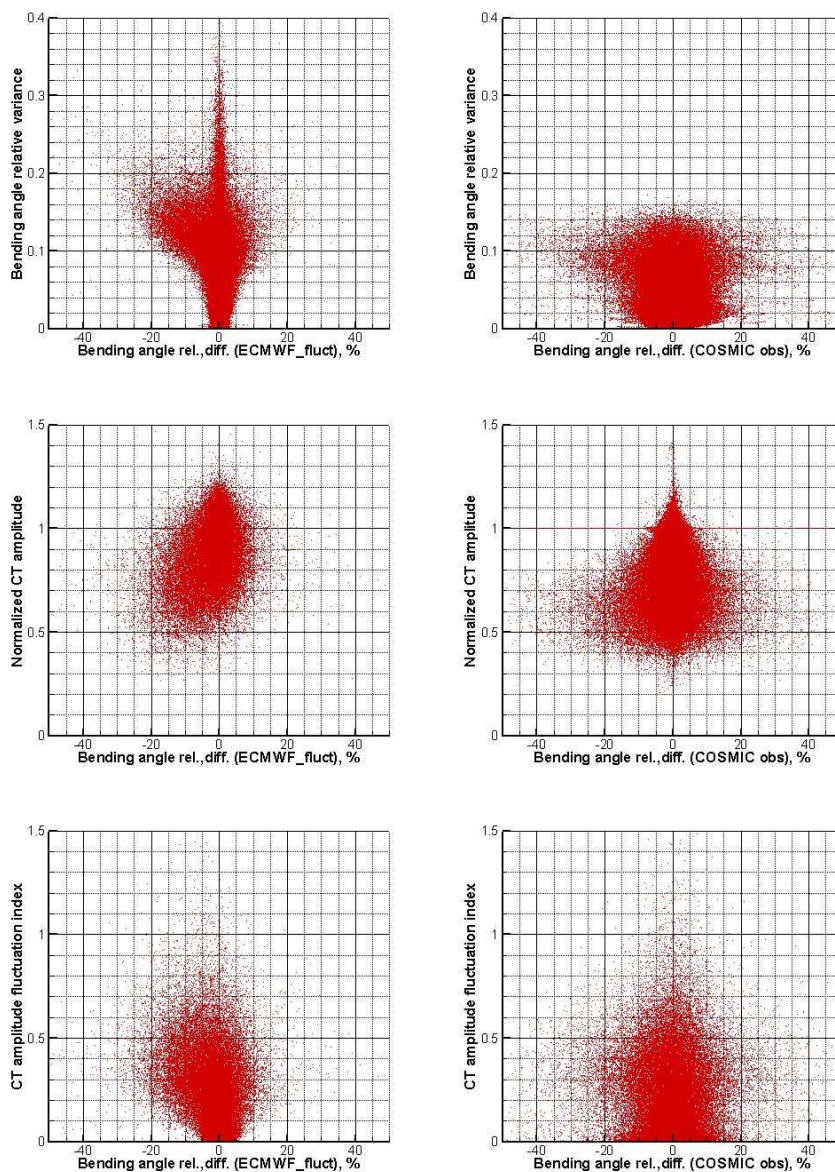 0.4
0.3
0.2
0.1
0
Bending angle relative variance
-40 -20 0 20 40
Bending angle rel.,diff. (ECMWF_fluct), %
0.4
0.3
0.2
0.1
0
Bending angle relative variance
-40 -20 0 20 40
Bending angle rel.,diff. (COSMIC obs), %
1.5
1
0.5
0
Normalized CT amplitude
-40 -20 0 20 40
Bending angle rel.,diff. (ECMWF_fluct), %
1.5
1
0.5
0
Normalized CT amplitude
-40 -20 0 20 40
Bending angle rel.,diff. (COSMIC obs), %
1.5
1
0.5
0
CT amplitude fluctuation index
-40 -20 0 20 40
Bending angle rel.,diff. (ECMWF_fluct), %
1.5
1
0.5
0
CT amplitude fluctuation index
-40 -20 0 20 40
Bending angle rel.,diff. (COSMIC obs), %